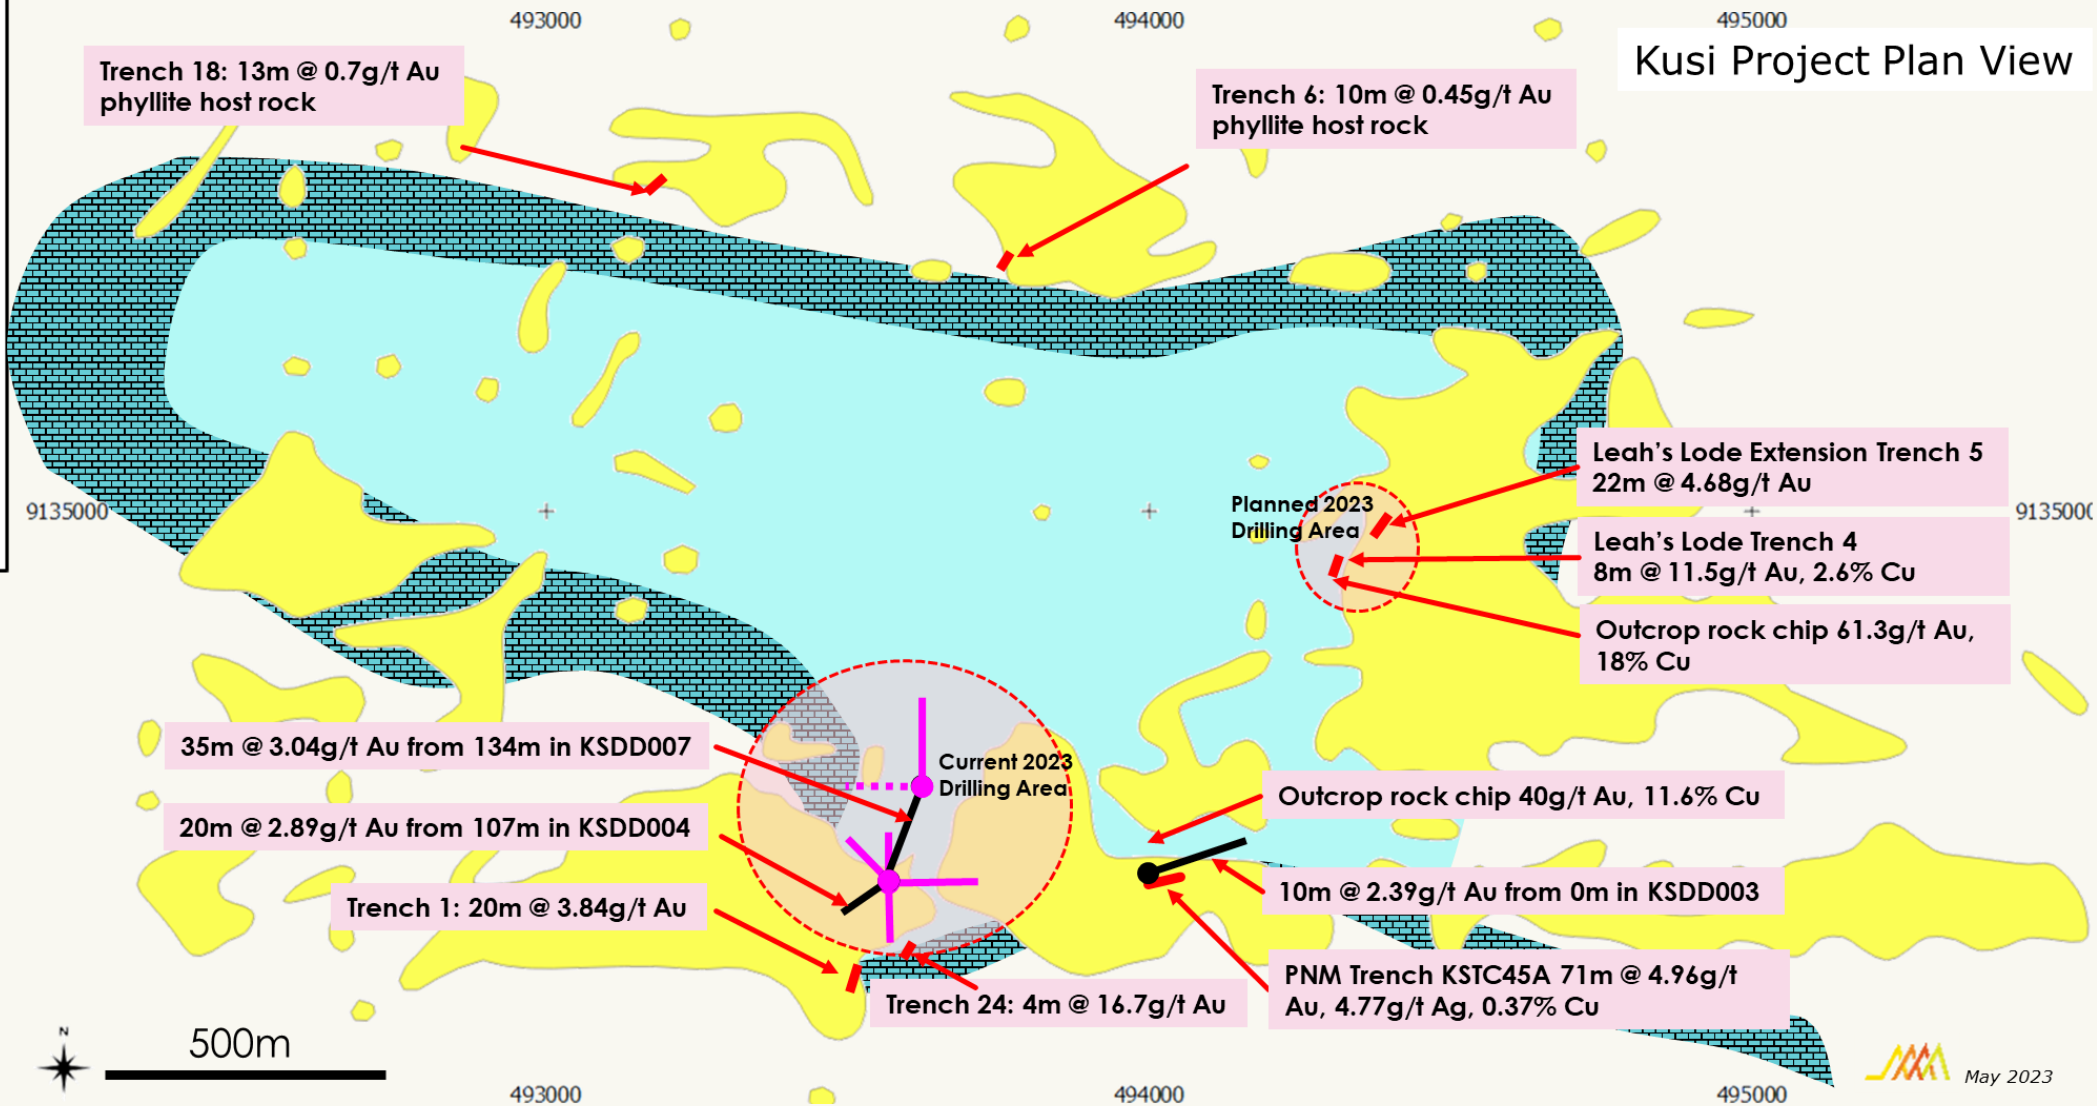 493000
494000
495000
Kusi Project Plan View
Trench 18: 13m @ 0.7g/t Au
phyllite host rock
Trench 6: 10m @ 0.45g/t Au
phyllite host rock
Leah's Lode Extension Trench 5
22m @ 4.68g/t Au
Planned 2023
Drilling Area
9135000
9135000
Leah's Lode Trench 4
8m @ 11.5g/t Au, 2.6% Cu
Outcrop rock chip 61.3g/t Au,
18% Cu
35m @ 3.04g/t Au from 134m in KSDD007
Current 2023
Drilling Area
Outcrop rock chip 40g/t Au, 11.6% Cu
20m @ 2.89g/t Au from 107m in KSDD004
10m @ 2.39g/t Au from 0m in KSDD003
Trench 1: 20m @ 3.84g/t Au
PNM Trench KSTC45A 71m @ 4.96g/t
Au, 4.77g/t Ag, 0.37% Cu
Trench 24: 4m @ 16.7g/t Au
N
500m
May 2023
493000
494000
495000